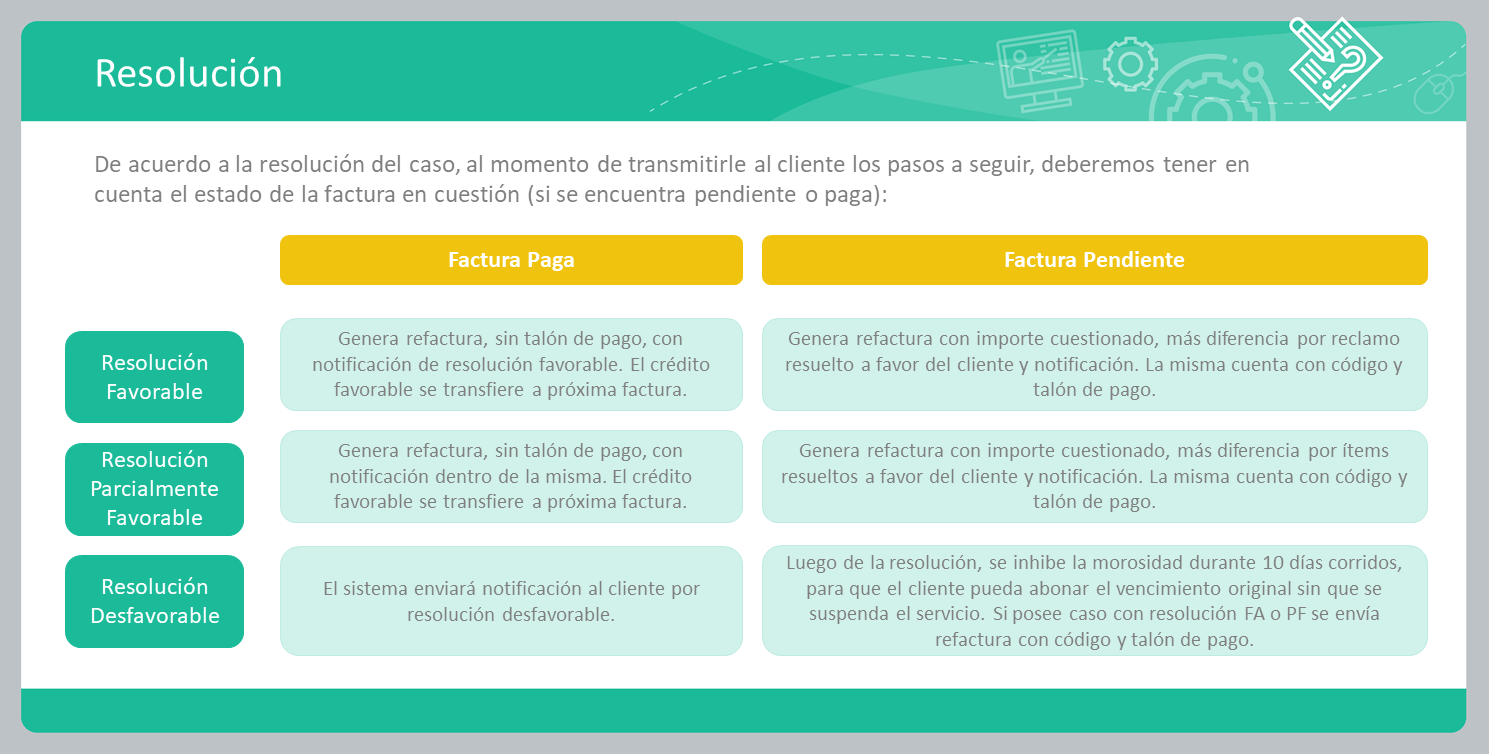 Resolución
De acuerdo a la resolución del caso, al momento de transmitirle al cliente los pasos a seguir, deberemos tener en
cuenta el estado de la factura en cuestión (si se encuentra pendiente o paga):
Factura Paga
Factura Pendiente
Resolución
Favorable
Genera refactura, sin talón de pago, con
notificación de resolución favorable. El crédito
favorable se transfiere a próxima factura.
Genera refactura con importe cuestionado, más diferencia por reclamo
resuelto a favor del cliente y notificación. La misma cuenta con código y
talón de pago.
Resolución
Parcialmente
Favorable
Genera refactura, sin talón de pago, con
notificación dentro de la misma. El crédito
favorable se transfiere a próxima factura.
Genera refactura con importe cuestionado, más diferencia por ítems
resueltos a favor del cliente y notificación. La misma cuenta con código y
talón de pago.
Resolución
Desfavorable
El sistema enviará notificación al cliente por
resolución desfavorable.
Luego de la resolución, se inhibe la morosidad durante 10 días corridos,
para que el cliente pueda abonar el vencimiento original sin que se
suspenda el servicio. Si posee caso con resolución FA o PF se envía
refactura con código y talón de pago.